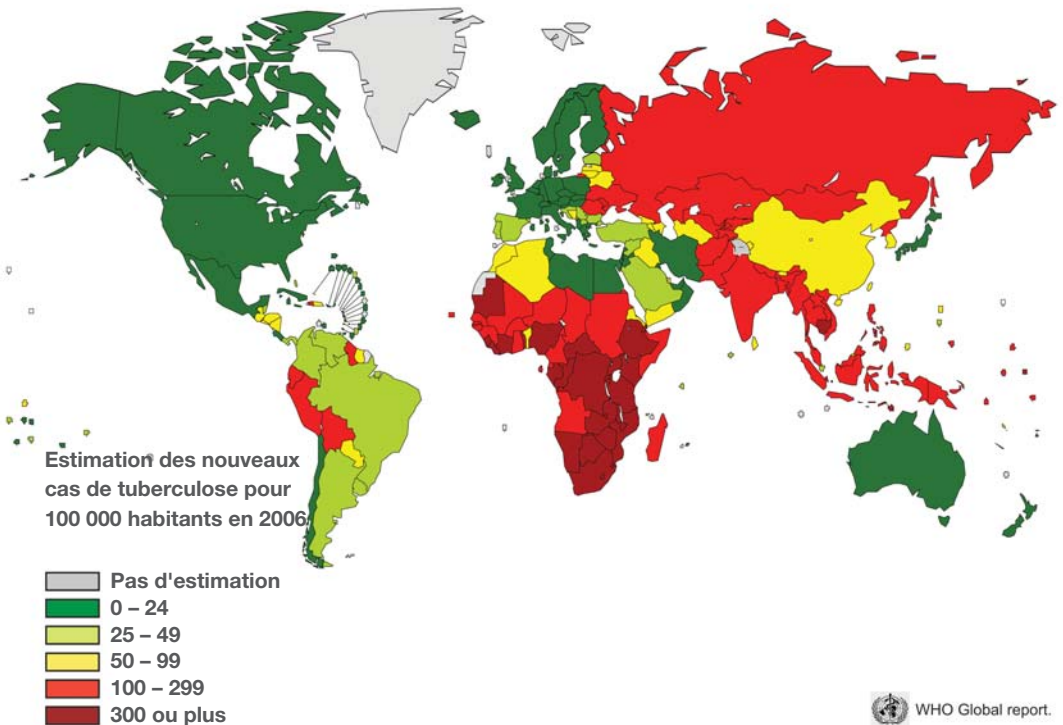 Estimation des nouveaux
cas de tuberculose pour
100 000 habitants en 2006
Pas d'estimation
0 – 24
25 – 49
50 – 99
100 – 299
300 ou plus
WHO Global report.